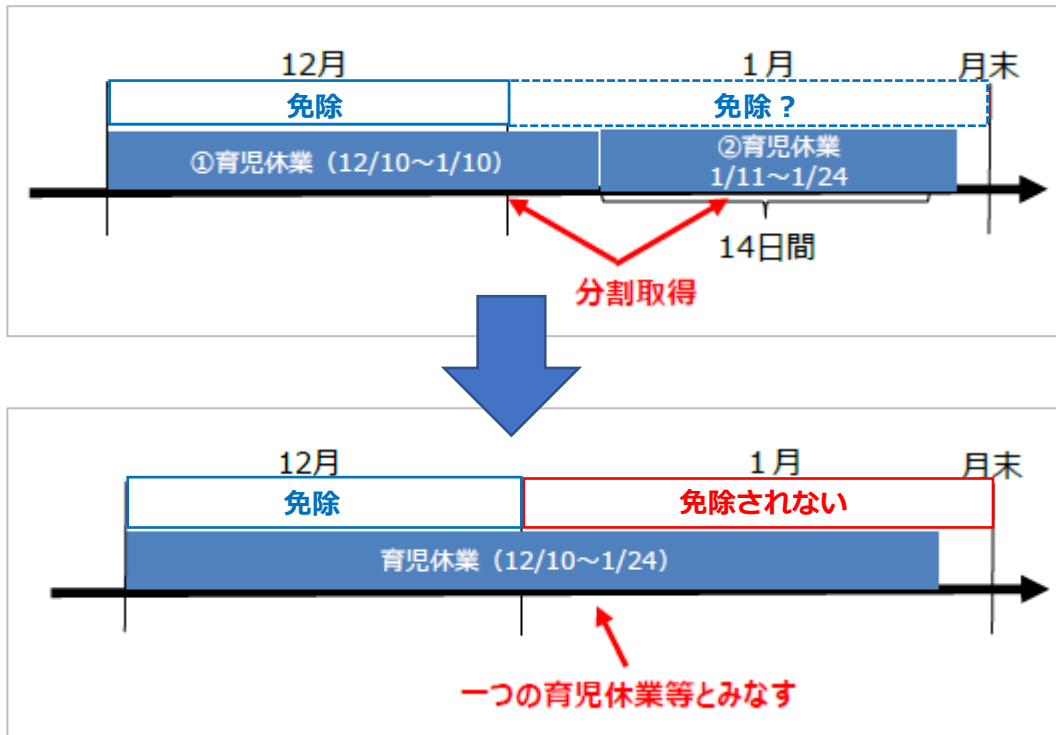 12月
1月
月末
免除
免除？
①育児休業（12/10～1/10）
②育児休業
1/11～1/24
14日間
分割取得
12月
1月
月末
免除
免除されない
育児休業（12/10～1/24）
一つの育児休業等とみなす